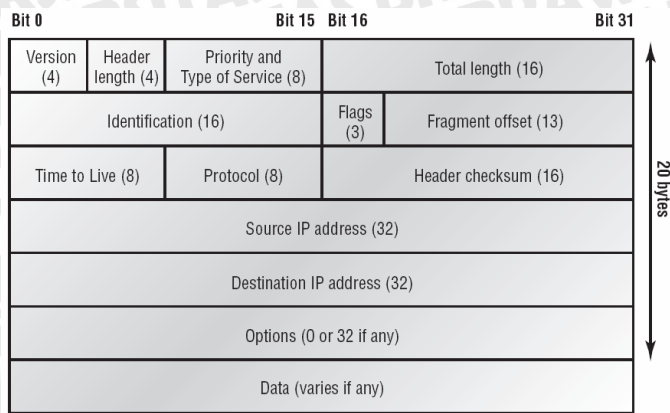 Bit 0 Bit 15 Bit 16 Bit 31
Version (4) Header length (4) Priority and Type of Service (8) Total length (16)
Identification (16) Flags (3) Fragment offset (13)
Time to Live (8) Protocol (8) Header checksum (16)
Source IP address (32)
Destination IP address (32)
Options (0 or 32 if any)
Data (varies if any)
20 bytes